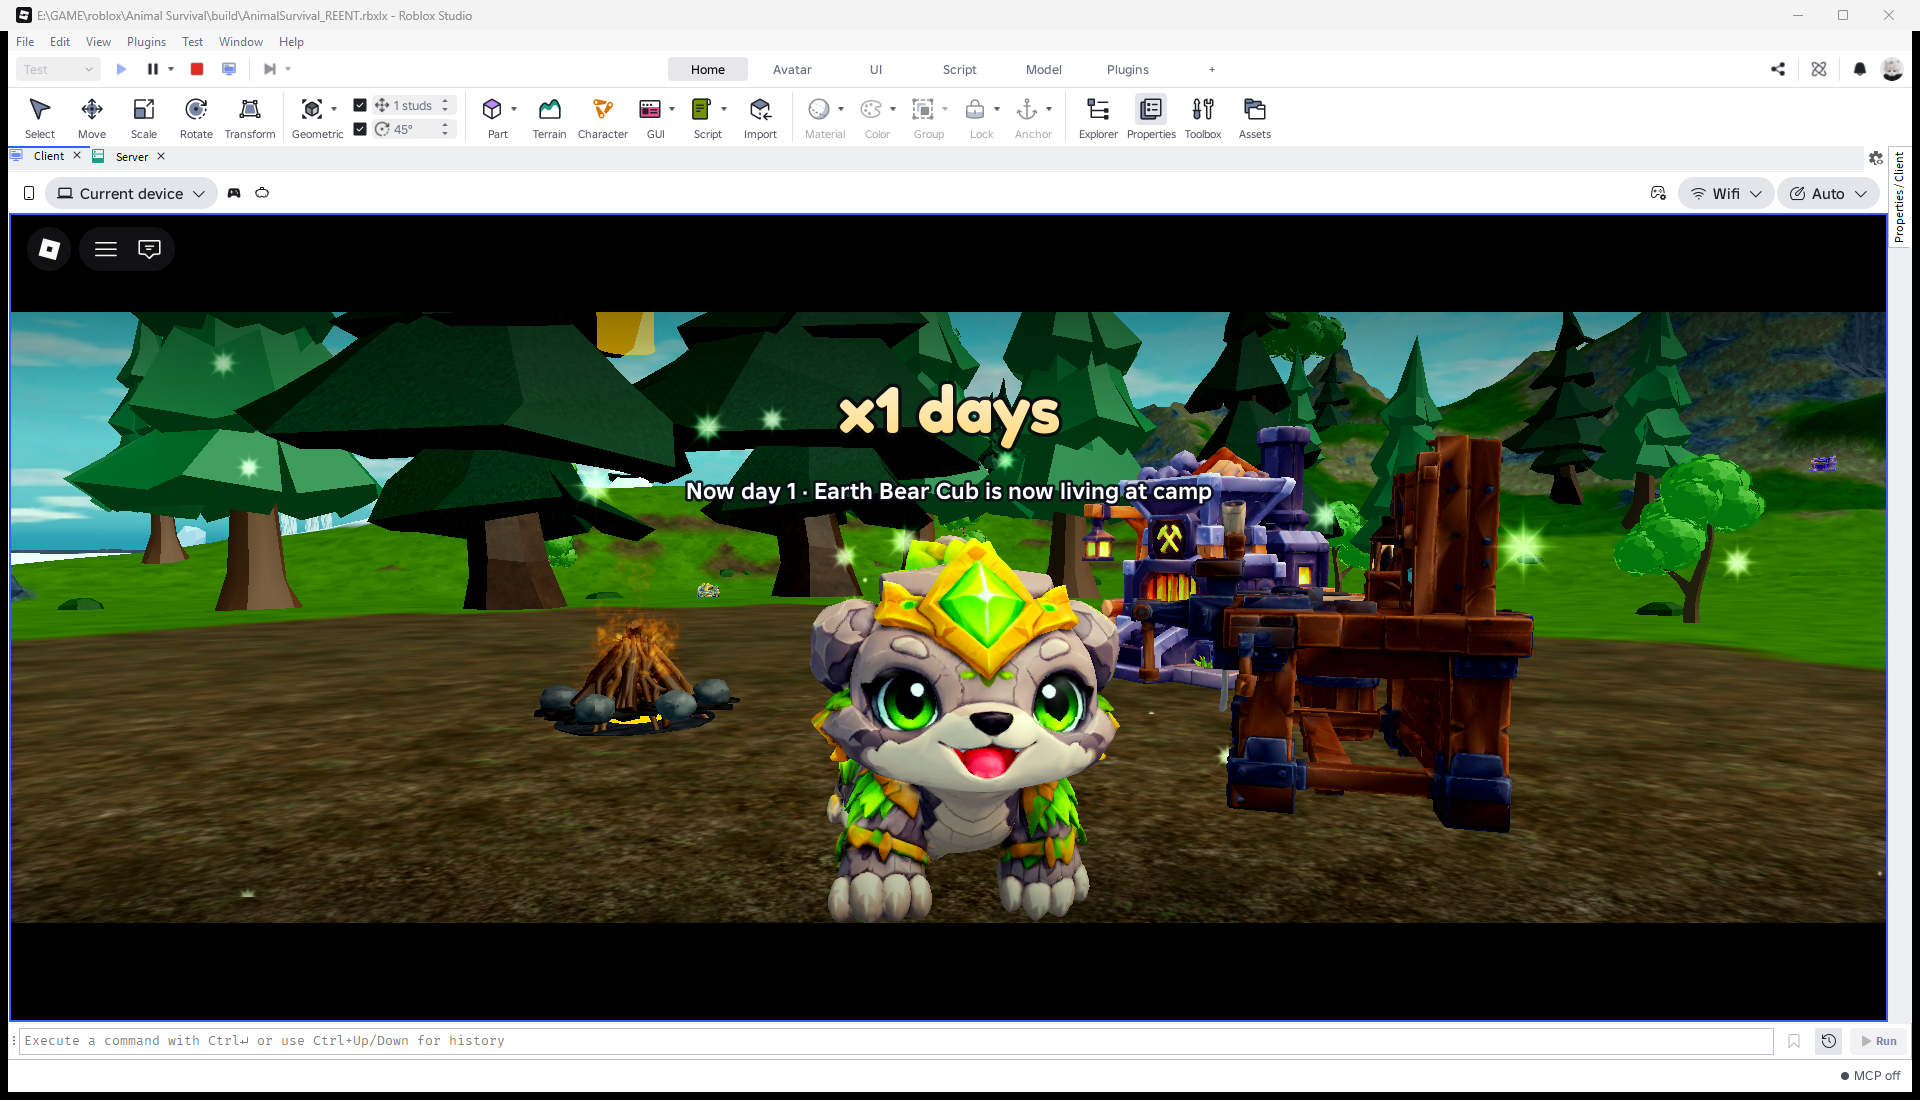 E:\GAME\roblox\Animal Survival\build\AnimalSurvival_REENT.rbxlx - Roblox Studio
File Edit View Plugins Test Window Help
Test
Home Avatar UI Script Model Plugins +
1 studs
45°
Select Move Scale Rotate Transform Geometric Part Terrain Character GUI Script Import Material Color Group Lock Anchor Explorer Properties Toolbox Assets
Client Server
Properties / Client
Current device Wifi Auto
x1 days
Now day 1 · Earth Bear Cub is now living at camp
Execute a command with Ctrl↵ or use Ctrl+Up/Down for history
Run
MCP off